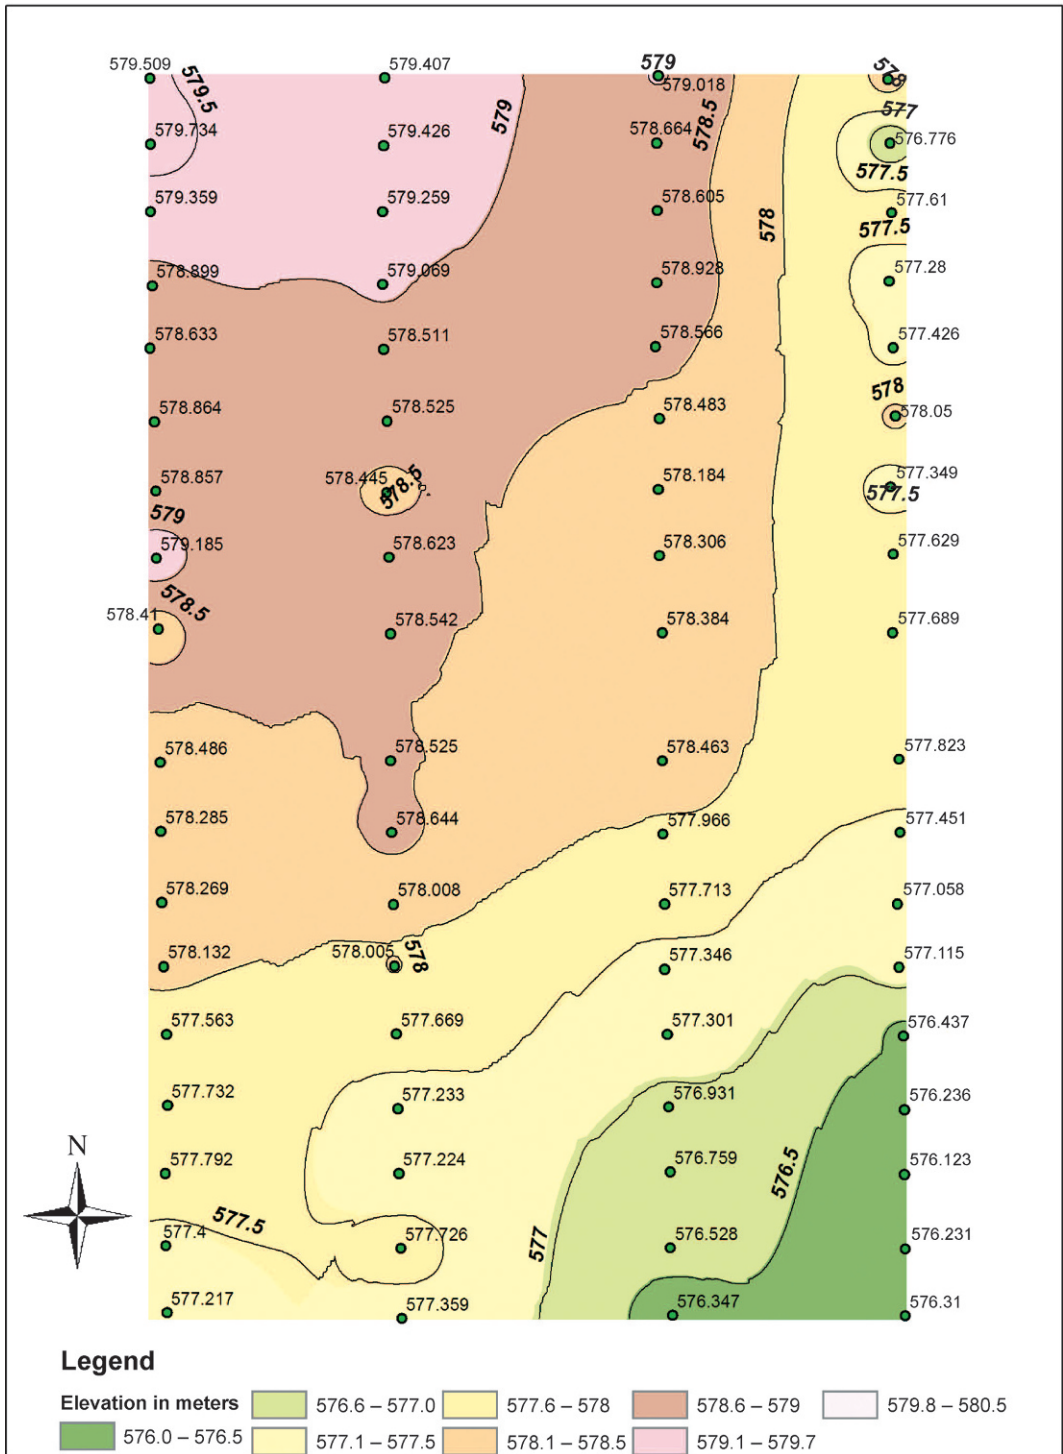 579.509 579.5 579.407 579 579.018 578
579.734 579.426 579 578.664 578.5 577 576.776
577.5
579.359 579.259 578.605 578 577.61
577.5
578.899 579.069 578.928 577.28
578.633 578.511 578.566 577.426
578
578.864 578.525 578.483 578.05
578.857 578.445 578.5 578.184 577.349
577.5
579
579.185 578.623 578.306 577.629
578.5
578.41 578.542 578.384 577.689
578.486 578.525 578.463 577.823
578.285 578.644 577.966 577.451
578.269 578.008 577.713 577.058
578.132 578.005 578 577.346 577.115
577.563 577.669 577.301 576.437
577.732 577.233 576.931 576.236
N
577.792 577.224 576.759 576.5 576.123
577.5
577.4 577.726 577 576.528 576.231
577.217 577.359 576.347 576.31
Legend
Elevation in meters
576.0 – 576.5
576.6 – 577.0
577.1 – 577.5
577.6 – 578
578.1 – 578.5
578.6 – 579
579.1 – 579.7
579.8 – 580.5